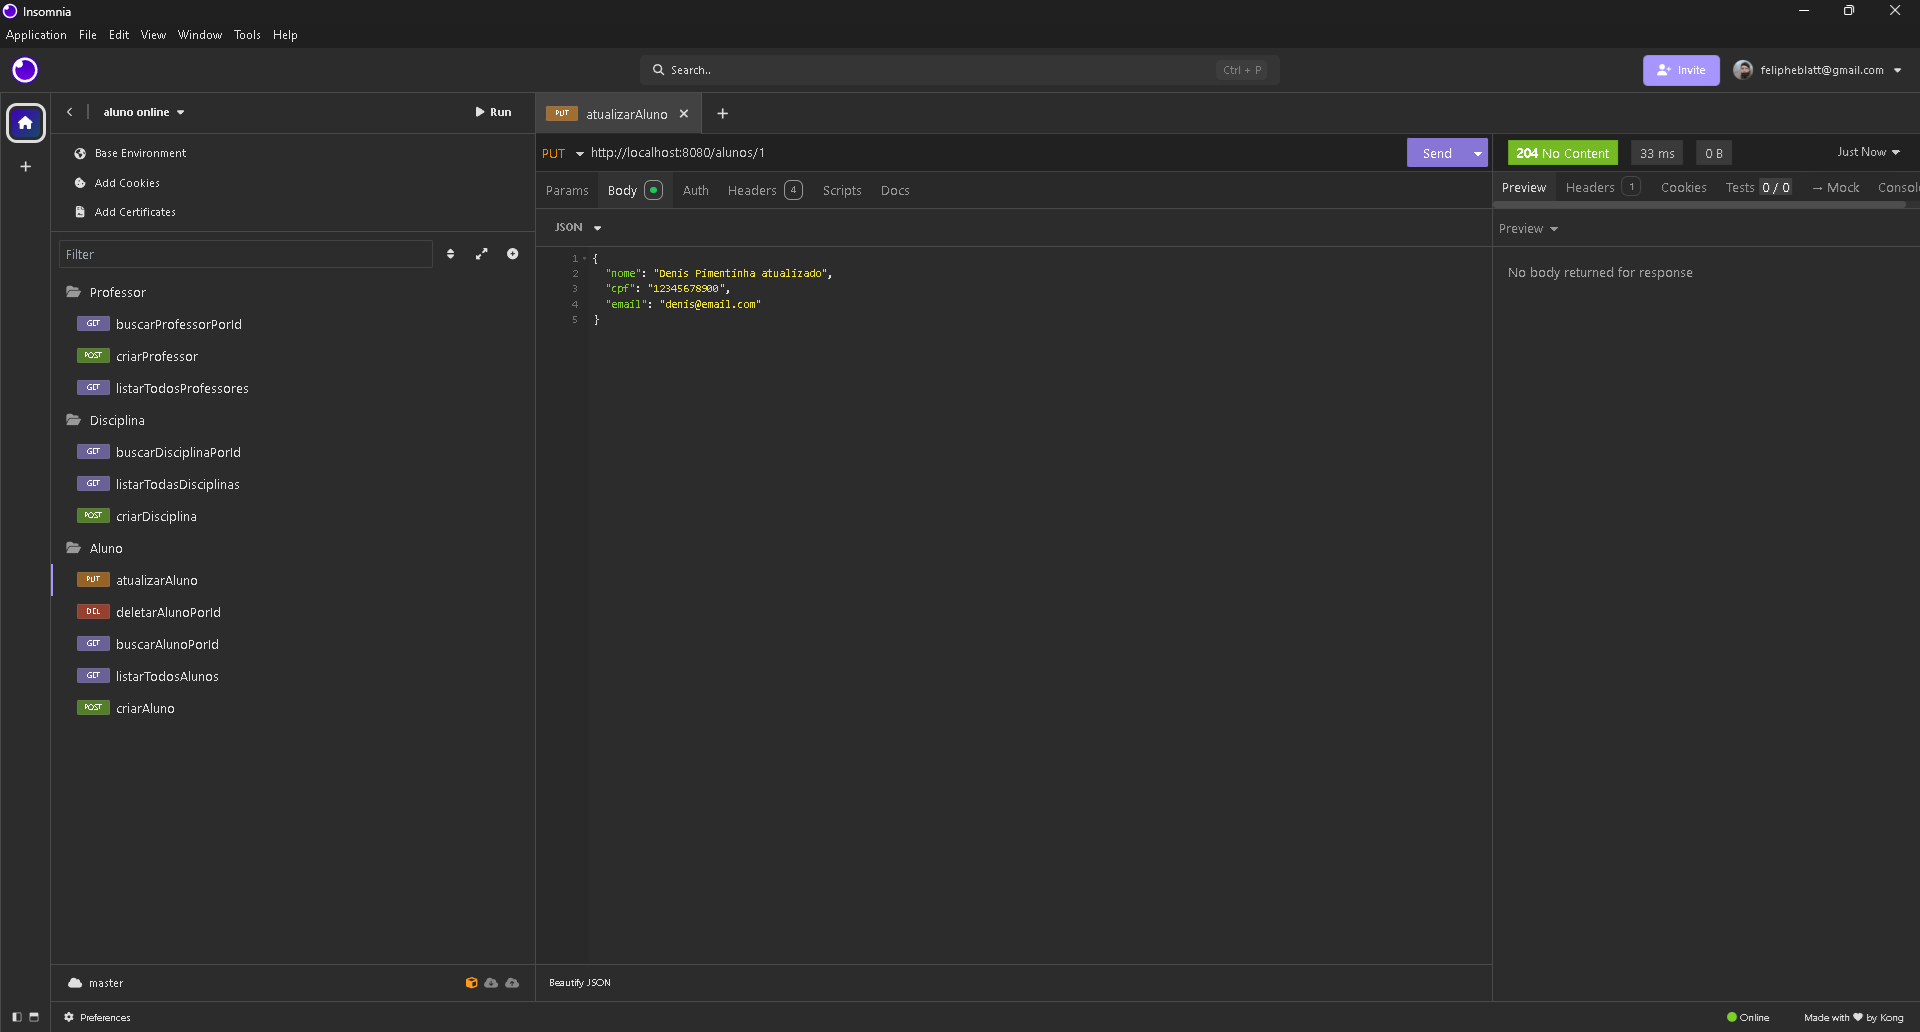 Insomnia
Application File Edit View Window Tools Help
Search.. Ctrl + P
Invite felipheblatt@gmail.com
aluno online Run
Base Environment
Add Cookies
Add Certificates
Filter
Professor
GET buscarProfessorPorId
POST criarProfessor
GET listarTodosProfessores
Disciplina
GET buscarDisciplinaPorId
GET listarTodasDisciplinas
POST criarDisciplina
Aluno
PUT atualizarAluno
DEL deletarAlunoPorId
GET buscarAlunoPorId
GET listarTodosAlunos
POST criarAluno
master
PUT atualizarAluno
PUT http://localhost:8080/alunos/1 Send
Params Body Auth Headers 4 Scripts Docs
JSON
1 {
2 "nome": "Denis Pimentinha atualizado",
3 "cpf": "12345678900",
4 "email": "denis@email.com"
5 }
Beautify JSON
204 No Content 33 ms 0 B Just Now
Preview Headers 1 Cookies Tests 0 / 0 → Mock Consol
Preview
No body returned for response
Preferences
Online Made with ♥ by Kong